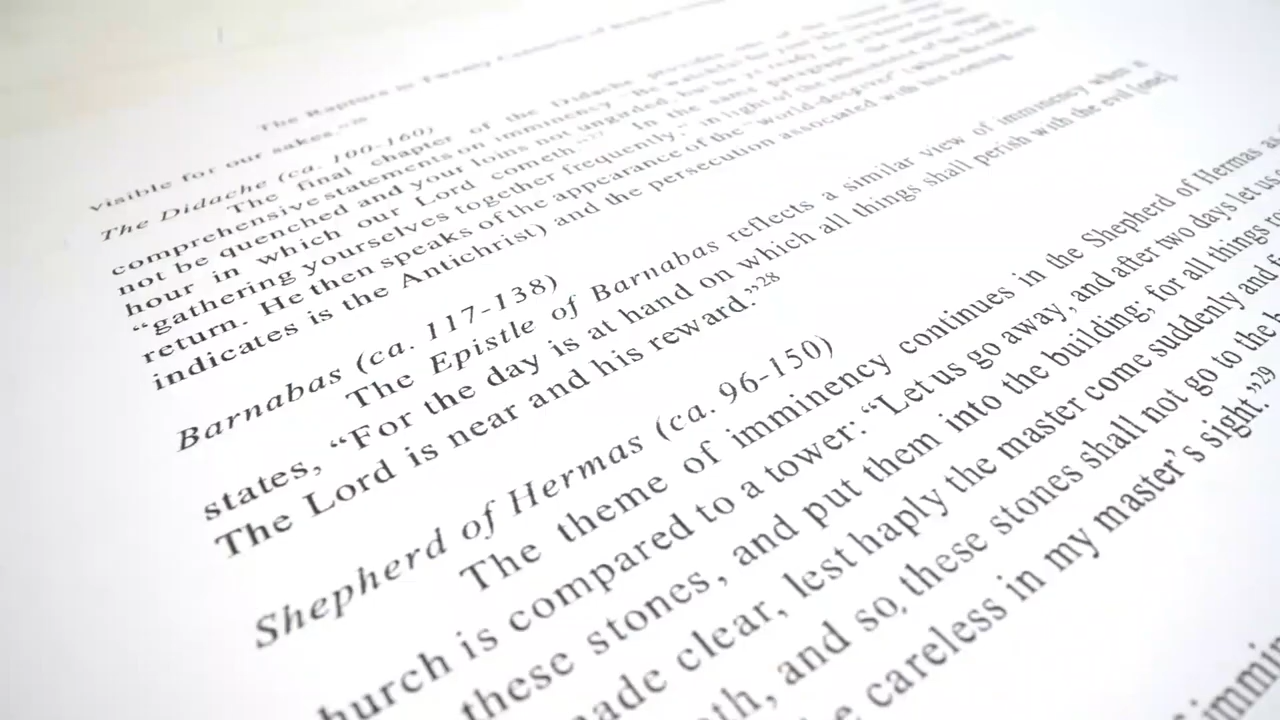 The Rapture in Twenty Centuries of
visible for our sakes."26
The Didache (ca. 100-160)
The final chapter of the Didache provides one of the
comprehensive statements on imminency. "Be watchful for your life;
not be quenched and your loins not ungirded, but be ye ready; for ye know not the
hour in which our Lord cometh."27 In the same paragraph, the author
"gathering yourselves together frequently," in light of the imminency of the Lord's
return. He then speaks of the appearance of the "world-deceiver" (whom the context
indicates is the Antichrist) and the persecution associated with his coming.
Barnabas (ca. 117-138)
The Epistle of Barnabas reflects a similar view of imminency when it
states, "For the day is at hand on which all things shall perish with the evil [one].
The Lord is near and his reward."28
Shepherd of Hermas (ca. 96-150)
The theme of imminency continues in the Shepherd of Hermas as
hurch is compared to a tower: "Let us go away, and after two days let us
these stones, and put them into the building; for all things
ade clear, lest haply the master come suddenly and
th, and so, these stones shall not go to the
careless in my master's sight."29